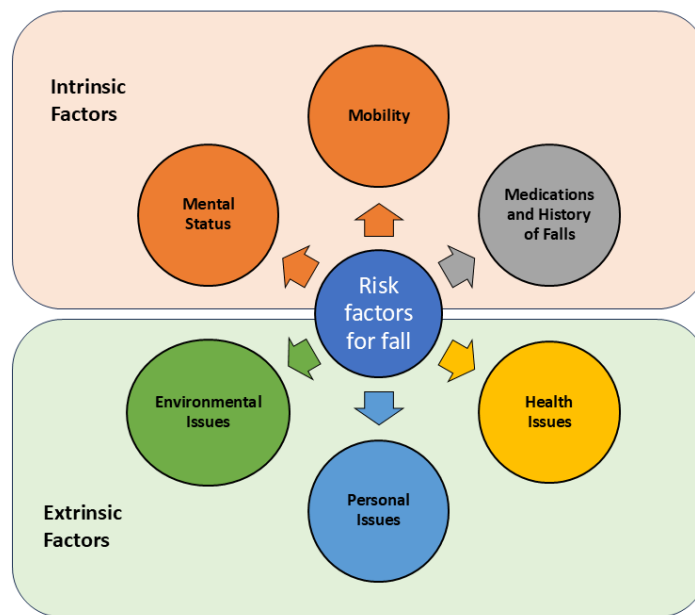 Intrinsic
Factors
Mobility
Mental
Status
Medications
and History
of Falls
Risk
factors
for fall
Environmental
Issues
Health
Issues
Personal
Issues
Extrinsic
Factors